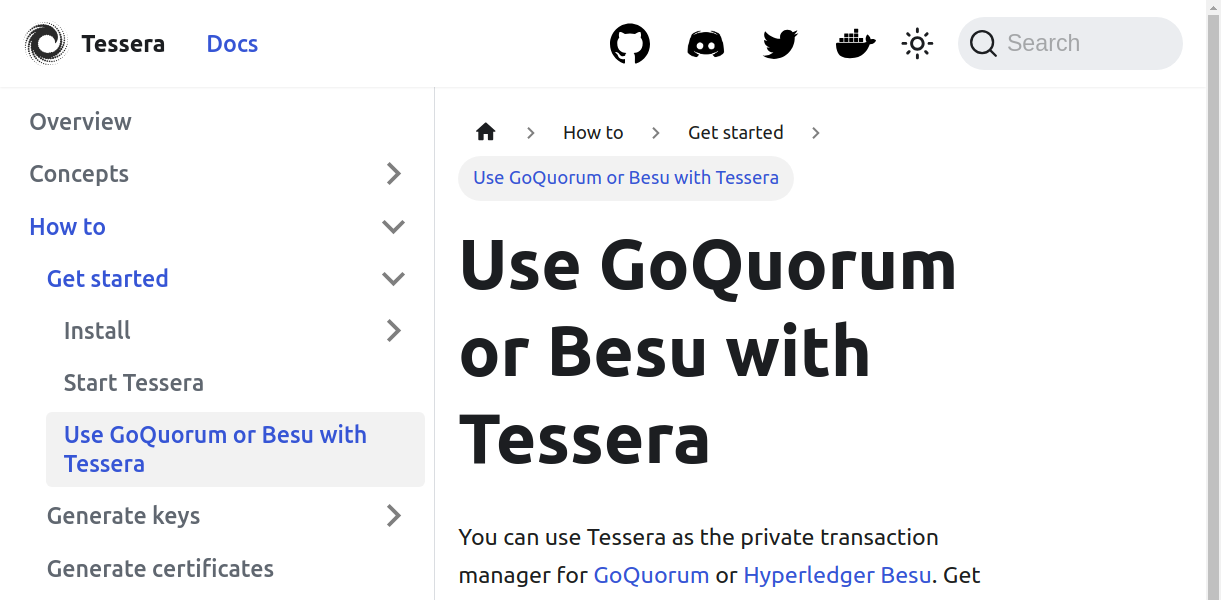 Tessera Docs Search
Overview
Concepts
How to
Get started
Install
Start Tessera
Use GoQuorum or Besu with
Tessera
Generate keys
Generate certificates
How to Get started
Use GoQuorum or Besu with Tessera
Use GoQuorum
or Besu with
Tessera
You can use Tessera as the private transaction
manager for GoQuorum or Hyperledger Besu. Get